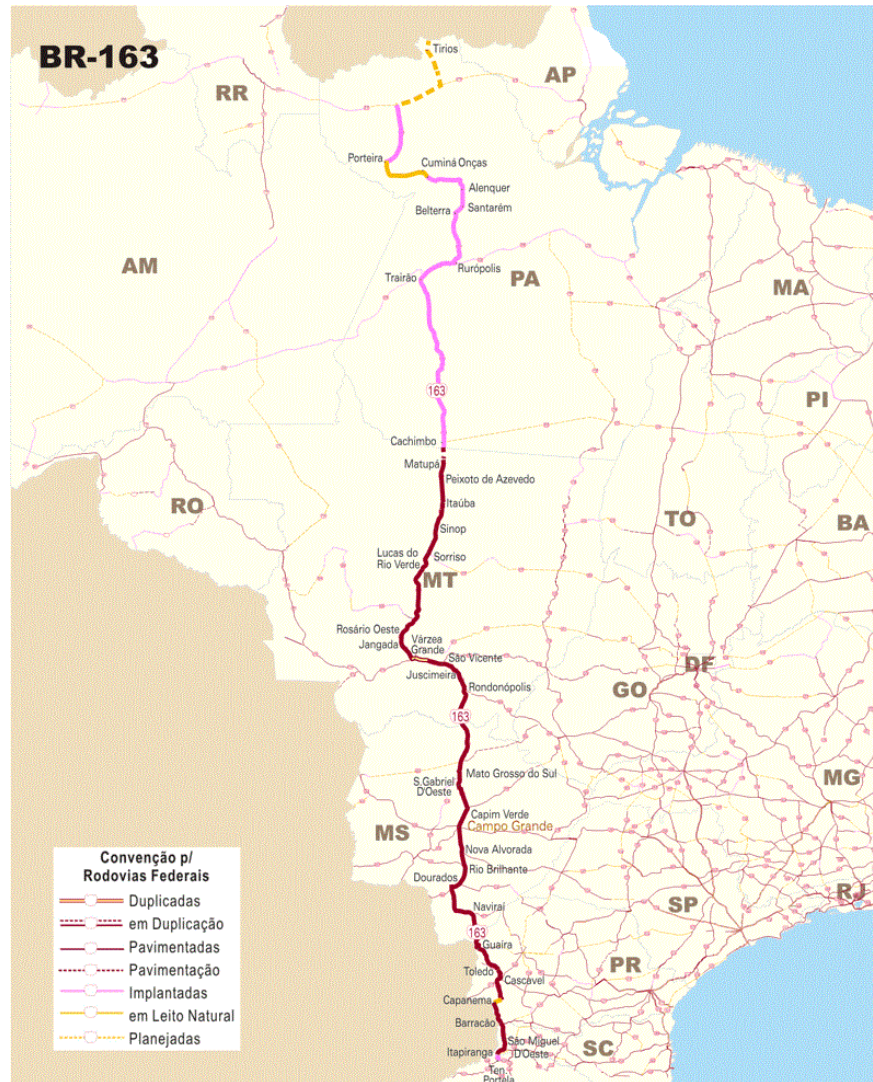 BR-163
Tirios
AP
RR
Porteira
Cuminá Onças
Alenquer
Santarém
Belterra
AM
Rurópolis
Trairão
PA
MA
163
PI
Cachimbo
Matupá
Peixoto de Azevedo
Itaúba
RO
TO
BA
Sinop
Lucas do
Rio Verde
Sorriso
MT
Rosário Oeste
Várzea
Grande
Jangada
São Vicente
DF
Juscimeira
Rondonópolis
GO
163
Mato Grosso do Sul
S.Gabriel
D'Oeste
MG
Capim Verde
MS
Campo Grande
Nova Alvorada
Rio Brilhante
Dourados
RJ
SP
Naviraí
163
Guaíra
PR
Toledo
Cascavel
Capanema
Barracão
São Miguel
D'Oeste
Itapiranga
SC
Ten.
Portela
Convenção p/
Rodovias Federais
Duplicadas
em Duplicação
Pavimentadas
Pavimentação
Implantadas
em Leito Natural
Planejadas